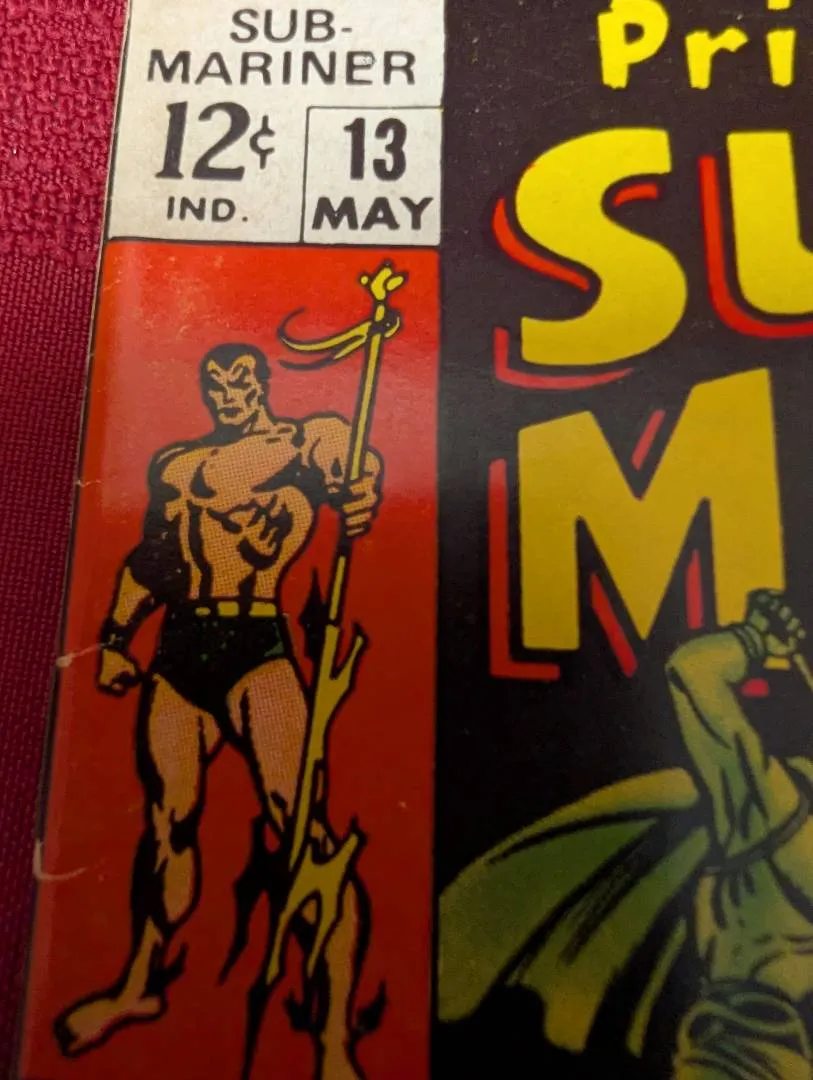 SUB-
MARINER
12¢
IND.
13
MAY
Pri
SU
M